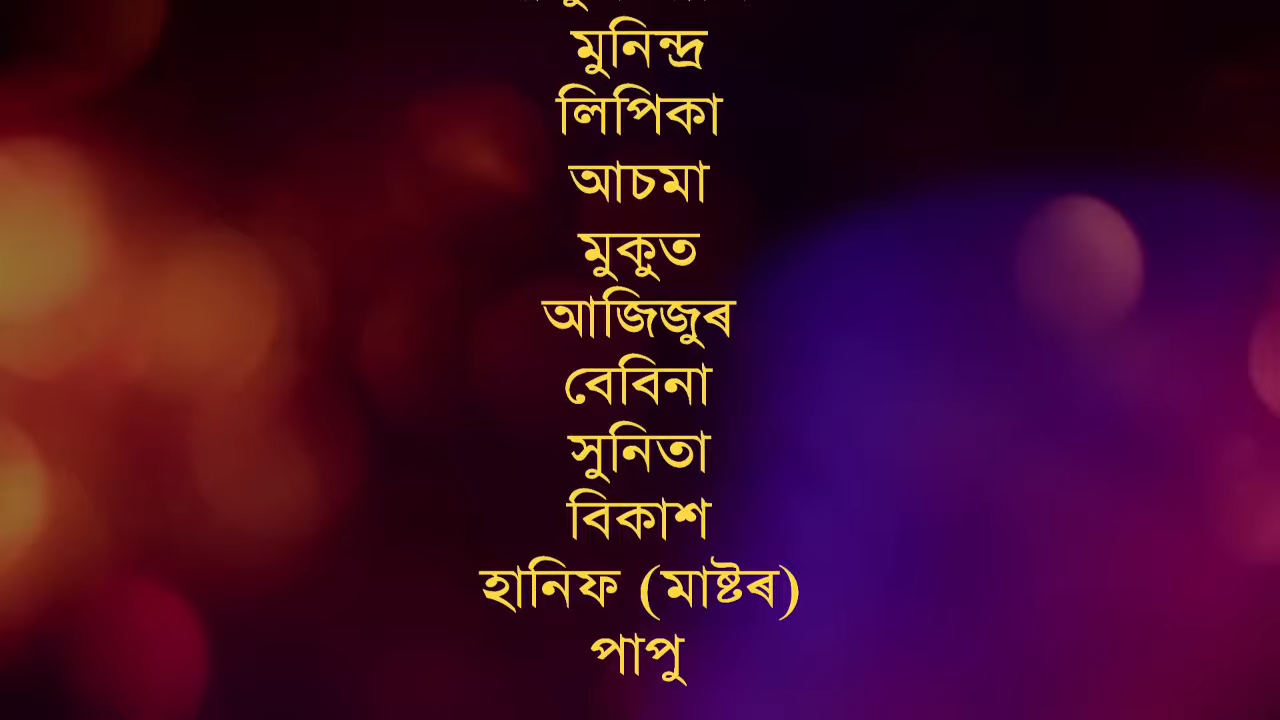 মুনিন্দ্ৰ
লিপিকা
আচমা
মুকুত
আজিজুৰ
বেবিনা
সুনিতা
বিকাশ
হানিফ (মাষ্টৰ)
পাপু